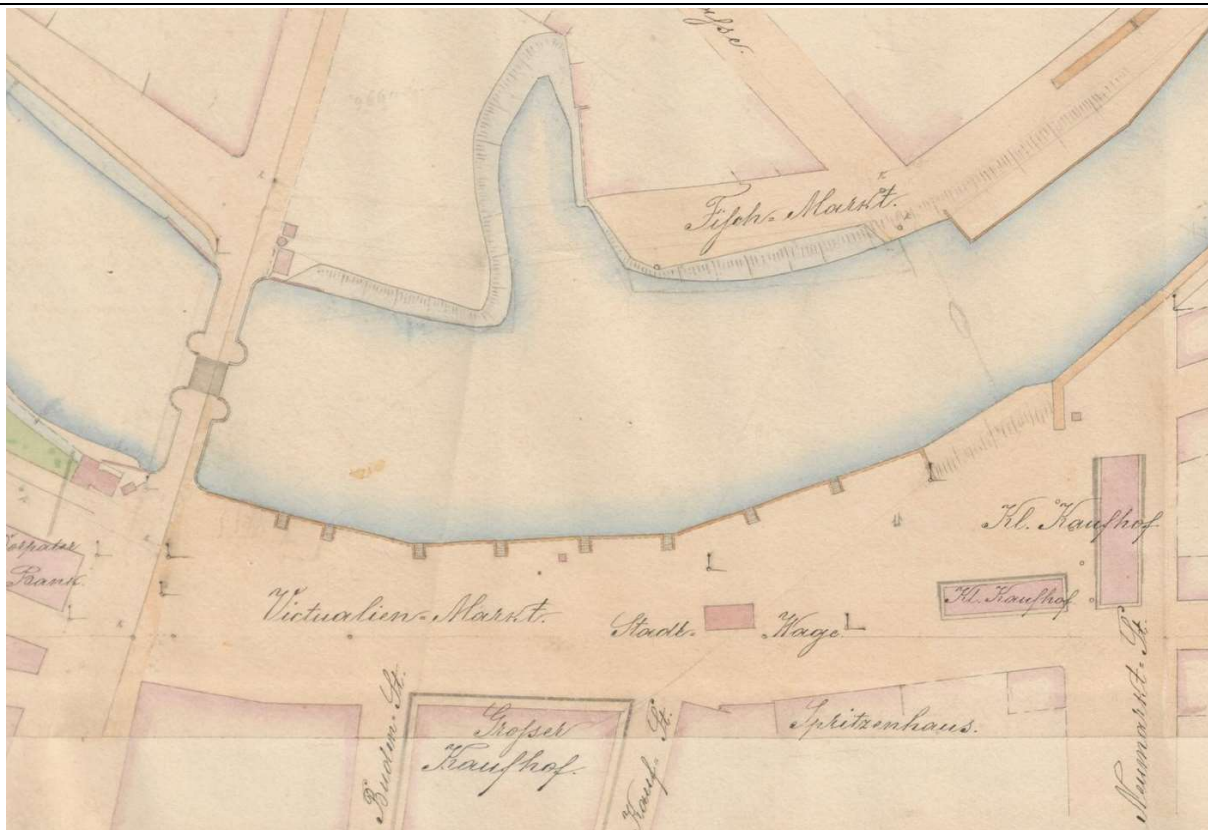 Fisch-Markt.
Kl. Kaufhof
Dorpater
Bank.
Kl. Kaufhof
Victualien-Markt.
Stadt-Wage.
Buden-St.
Grosser
Kaufhof.
Kauf-St.
Spritzenhaus.
Neumarkt-St.